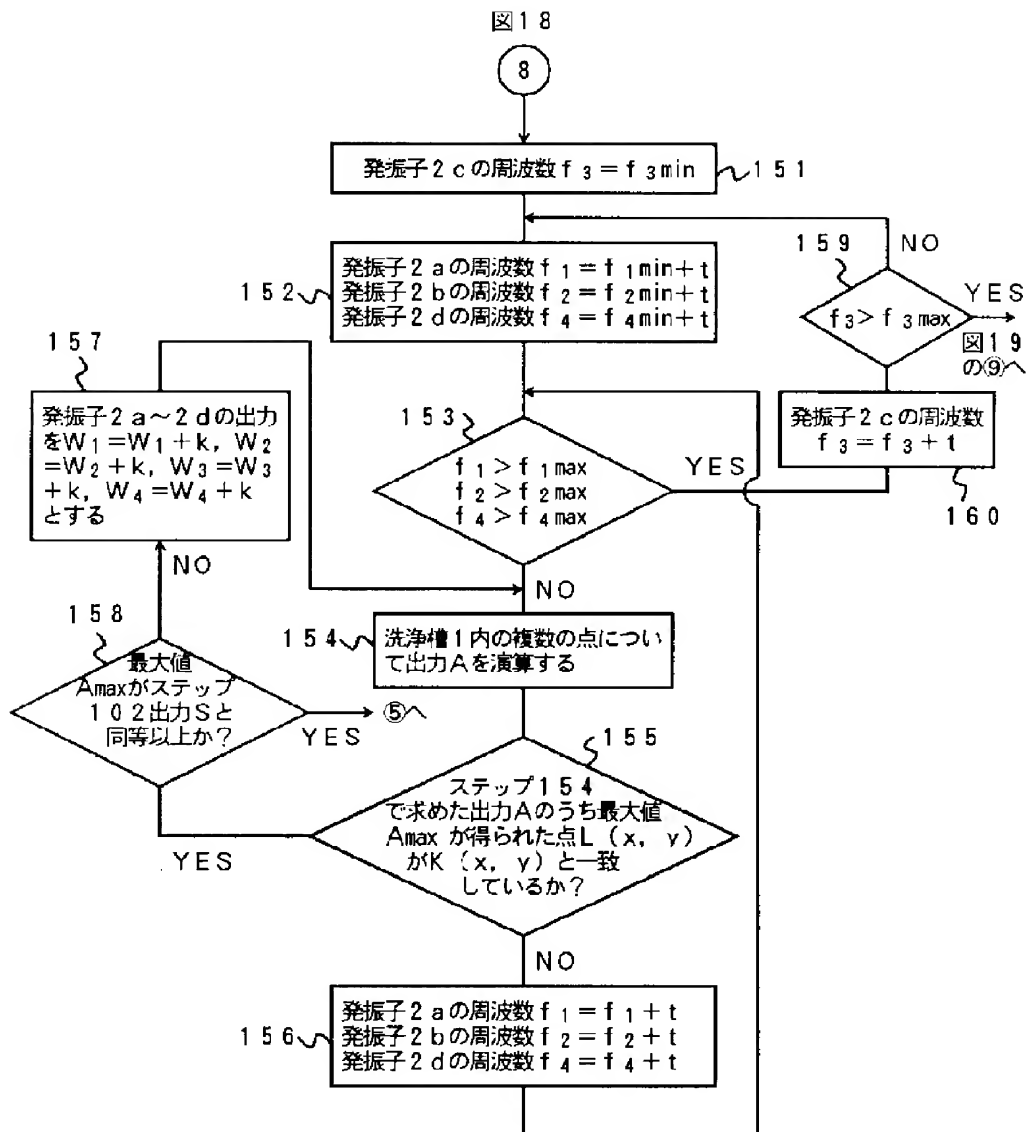 図18
8
発振子2cの周波数f₃=f₃min
151
159
NO
YES
f₃>f₃max
図19
の⑨へ
発振子2aの周波数f₁=f₁min+t
発振子2bの周波数f₂=f₂min+t
発振子2dの周波数f₄=f₄min+t
152
157
発振子2a~2dの出力
をW₁=W₁+k, W₂
=W₂+k, W₃=W₃
+k, W₄=W₄+k
とする
153
f₁>f₁max
f₂>f₂max
f₄>f₄max
YES
発振子2cの周波数
f₃=f₃+t
160
NO
NO
158
最大値
Amaxがステップ
102出力Sと
同等以上か?
⑤へ
YES
154
洗浄槽1内の複数の点につい
て出力Aを演算する
155
ステップ154
で求めた出力Aのうち最大値
Amaxが得られた点L(x, y)
がK(x, y)と一致
しているか?
YES
NO
156
発振子2aの周波数f₁=f₁+t
発振子2bの周波数f₂=f₂+t
発振子2dの周波数f₄=f₄+t